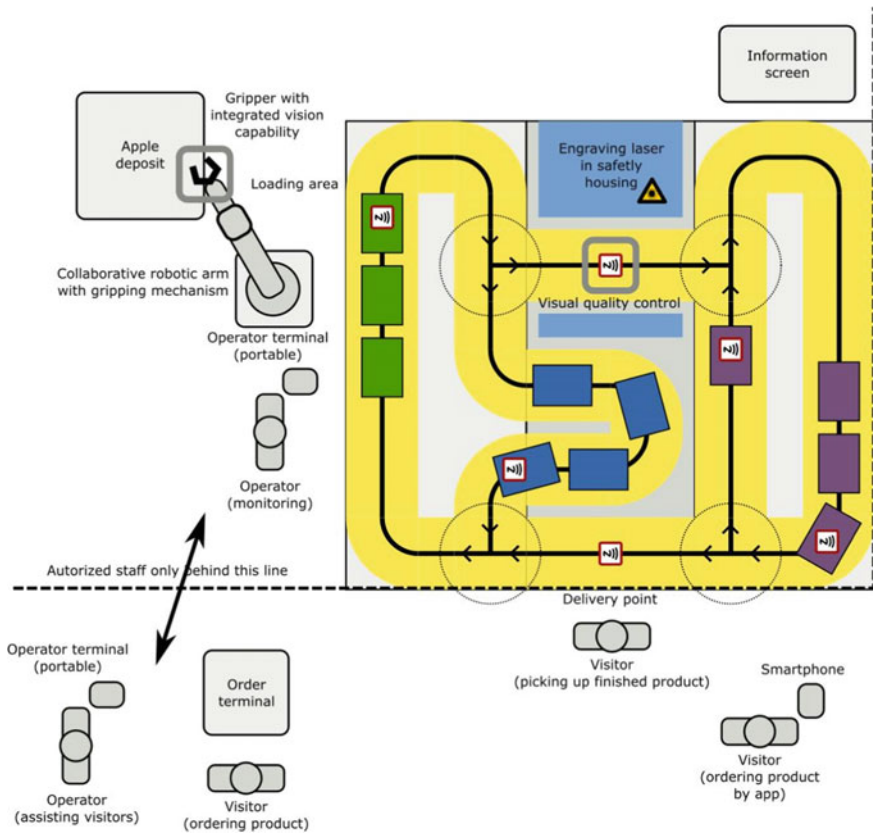 Information
screen
Gripper with
integrated vision
capability
Apple
deposit
Loading area
Engraving laser
in safetly
housing
Collaborative robotic arm
with gripping mechanism
Visual quality control
Operator terminal
(portable)
Operator
(monitoring)
Autorized staff only behind this line
Delivery point
Operator terminal
(portable)
Order
terminal
Visitor
(picking up finished product)
Smartphone
Operator
(assisting visitors)
Visitor
(ordering product)
Visitor
(ordering product
by app)